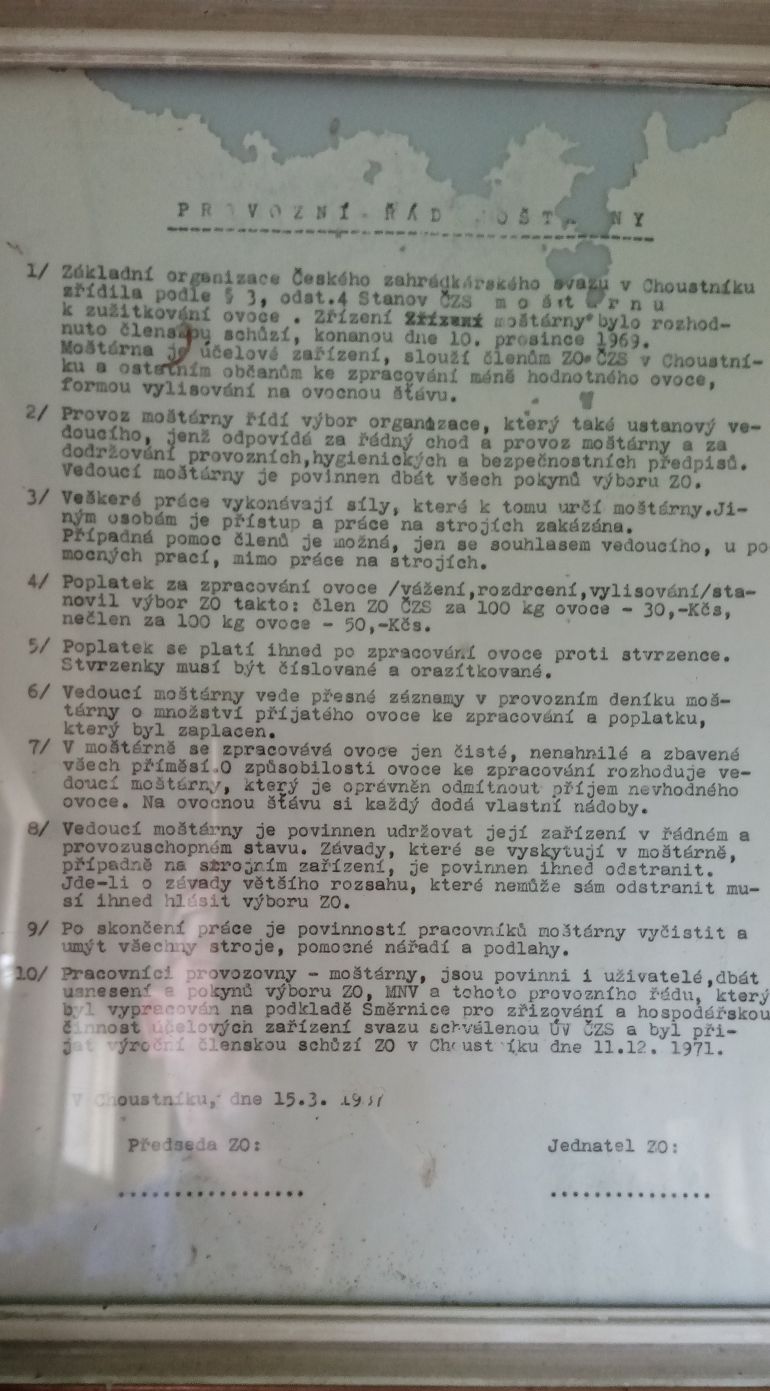 PROVOZNÍ ŘÁD MOŠTÁRNY
1/ Základní organizace Českého zahrádkárského svazu v Choustníku
zřídila podle § 3, odst.4 Stanov ČZS m o š t á r n u
k zužitkování ovoce . Zřízení Zřízení moštárny bylo rozhod-
nuto členskou schůzí, konanou dne 10. prosince 1969.
Moštárna je účelové zařízení, slouží členům ZO ČZS v Choustní-
ku a ostatním občanům ke zpracování méně hodnotného ovoce,
formou vylisování na ovocnou šťávu.
2/ Provoz moštárny řídí výbor organizace, který také ustanový ve-
doucího, jenž odpovídá za řádný chod a provoz moštárny a za
dodržování provozních,hygienických a bezpečnostních předpisů.
Vedoucí moštárny je povinnen dbát všech pokynů výboru ZO.
3/ Veškeré práce vykonávají síly, které k tomu určí moštárny.Ji-
ným osobám je přístup a práce na strojích zakázána.
Případná pomoc členů je možná, jen se souhlasem vedoucího, u po
mocných prací, mimo práce na strojích.
4/ Poplatek za zpracování ovoce /vážení,rozdrcení,vylisování/sta-
novil výbor ZO takto: člen ZO ČZS za 100 kg ovoce - 30,-Kčs,
nečlen za 100 kg ovoce - 50,-Kčs.
5/ Poplatek se platí ihned po zpracování ovoce proti stvrzence.
Stvrzenky musí být číslované a orazítkované.
6/ Vedoucí moštárny vede přesné záznamy v provozním deníku moš-
tárny o množství příjatého ovoce ke zpracování a poplatku,
který byl zaplacen.
7/ V moštárně se zpracovává ovoce jen čisté, nenahnilé a zbavené
všech příměsí.O způsobilosti ovoce ke zpracování rozhoduje ve-
doucí moštárny, který je oprávněn odmítnout příjem nevhodného
ovoce. Na ovocnou šťávu si každý dodá vlastní nádoby.
8/ Vedoucí moštárny je povinnen udržovat její zařízení v řádném a
provozuschopném stavu. Závady, které se vyskytují v moštárně,
případně na strojním zařízení, je povinnen ihned odstranit.
Jde-li o závady většího rozsahu, které nemůže sám odstranit mu-
sí ihned hlásit výboru ZO.
9/ Po skončení práce je povinností pracovníků moštárny vyčistit a
umýt všechny stroje, pomocné nářadí a podlahy.
10/ Pracovníci provozovny - moštárny, jsou povinni i uživatelé,dbát
usnesení a pokynů výboru ZO, MNV a tohoto provozního řádu, který
byl vypracován na podkladě Směrnice pro zřizování a hospodářskou
činnost účelových zařízení svazu schválenou ÚV ČZS a byl při-
jat výroční členskou schůzí ZO v Choustníku dne 11.12. 1971.
V Choustníku, dne 15.3.
Předseda ZO: Jednatel ZO:
................. .................